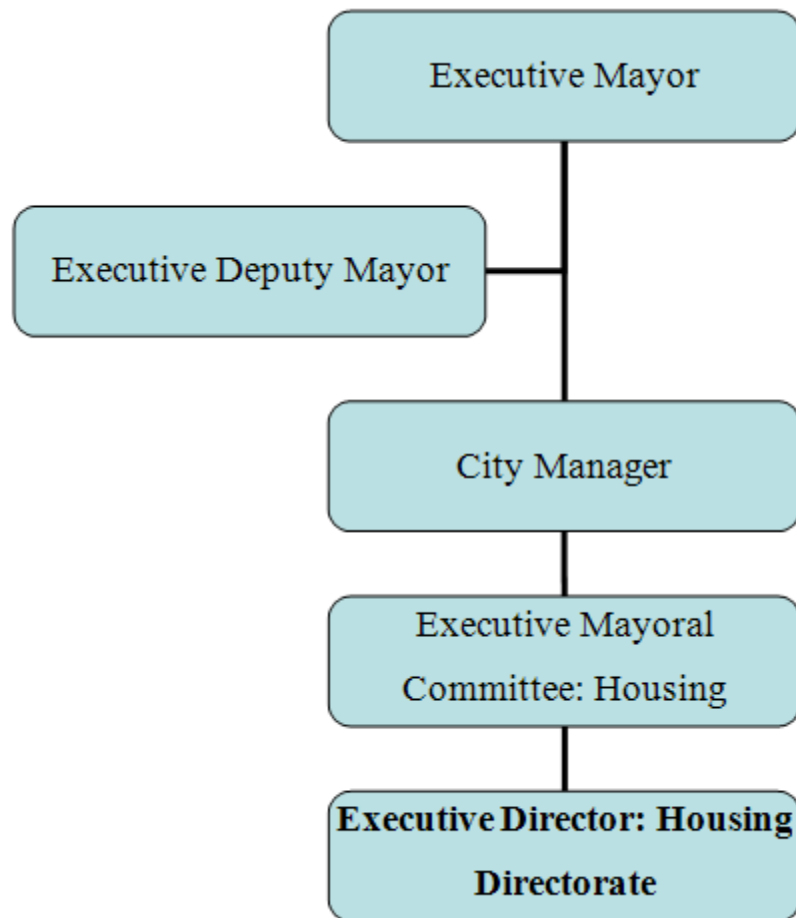 Executive Mayor
Executive Deputy Mayor
City Manager
Executive Mayoral
Committee: Housing
Executive Director: Housing
Directorate